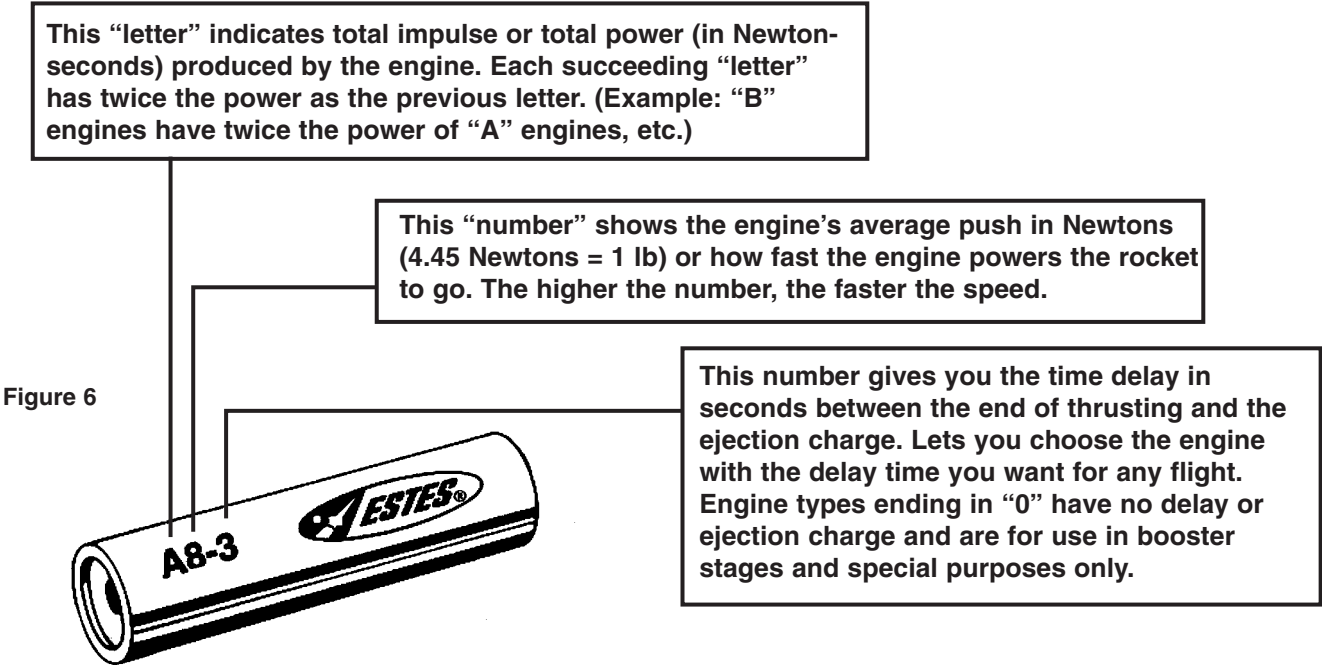 This “letter” indicates total impulse or total power (in Newton-
seconds) produced by the engine. Each succeeding “letter”
has twice the power as the previous letter. (Example: “B”
engines have twice the power of “A” engines, etc.)
This “number” shows the engine’s average push in Newtons
(4.45 Newtons = 1 lb) or how fast the engine powers the rocket
to go. The higher the number, the faster the speed.
This number gives you the time delay in
seconds between the end of thrusting and the
ejection charge. Lets you choose the engine
with the delay time you want for any flight.
Engine types ending in “0” have no delay or
ejection charge and are for use in booster
stages and special purposes only.
Figure 6
A8-3
ESTES®